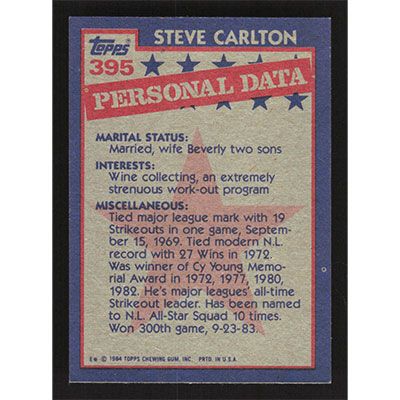 topps STEVE CARLTON
395
PERSONAL DATA
MARITAL STATUS:
Married, wife Beverly two sons
INTERESTS:
Wine collecting, an extremely
strenuous work-out program
MISCELLANEOUS:
Tied major league mark with 19
Strikeouts in one game, Septem-
ber 15, 1969. Tied modern N.L.
record with 27 Wins in 1972.
Was winner of Cy Young Memo-
rial Award in 1972, 1977, 1980,
1982. He's major leagues' all-time
Strikeout leader. Has been named
to N.L. All-Star Squad 10 times.
Won 300th game, 9-23-83.
© 1984 TOPPS CHEWING GUM, INC. PRTD. IN U.S.A.